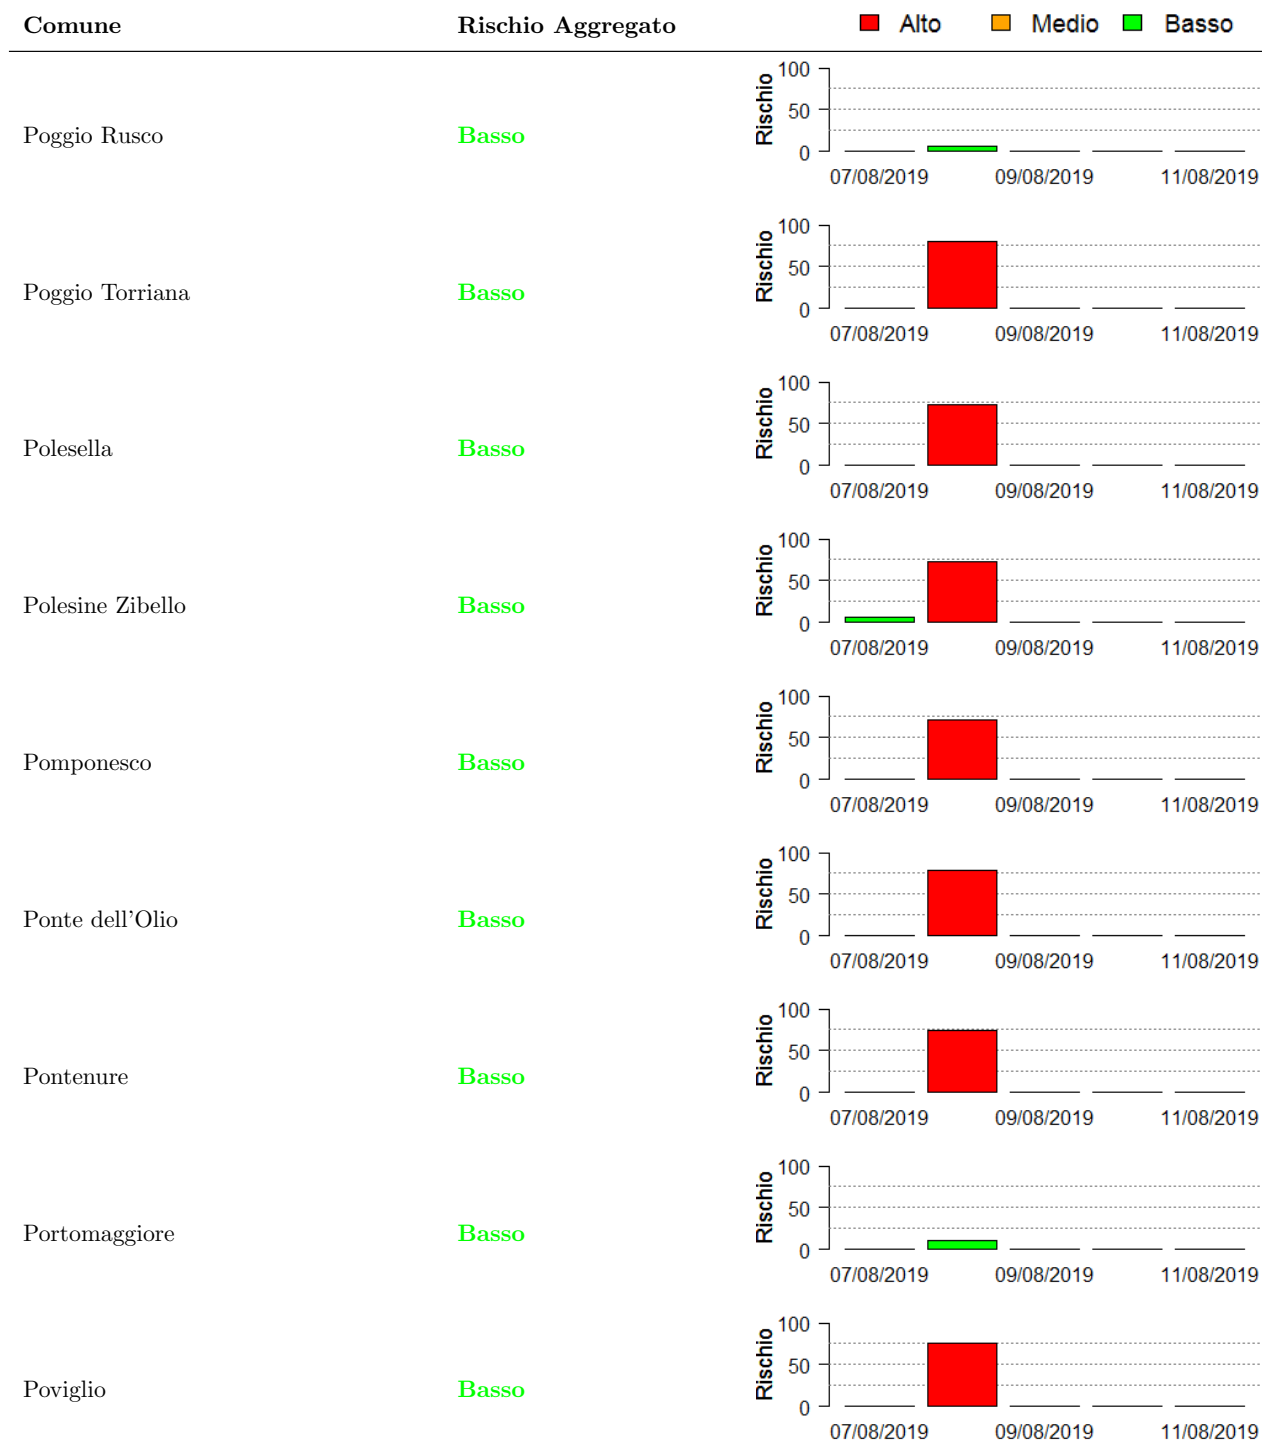 Comune Rischio Aggregato Alto Medio Basso
Poggio Rusco Basso Rischio 100 50 0
07/08/2019 09/08/2019 11/08/2019
Poggio Torriana Basso Rischio 100 50 0
07/08/2019 09/08/2019 11/08/2019
Polesella Basso Rischio 100 50 0
07/08/2019 09/08/2019 11/08/2019
Polesine Zibello Basso Rischio 100 50 0
07/08/2019 09/08/2019 11/08/2019
Pomponesco Basso Rischio 100 50 0
07/08/2019 09/08/2019 11/08/2019
Ponte dell'Olio Basso Rischio 100 50 0
07/08/2019 09/08/2019 11/08/2019
Pontenure Basso Rischio 100 50 0
07/08/2019 09/08/2019 11/08/2019
Portomaggiore Basso Rischio 100 50 0
07/08/2019 09/08/2019 11/08/2019
Poviglio Basso Rischio 100 50 0
07/08/2019 09/08/2019 11/08/2019